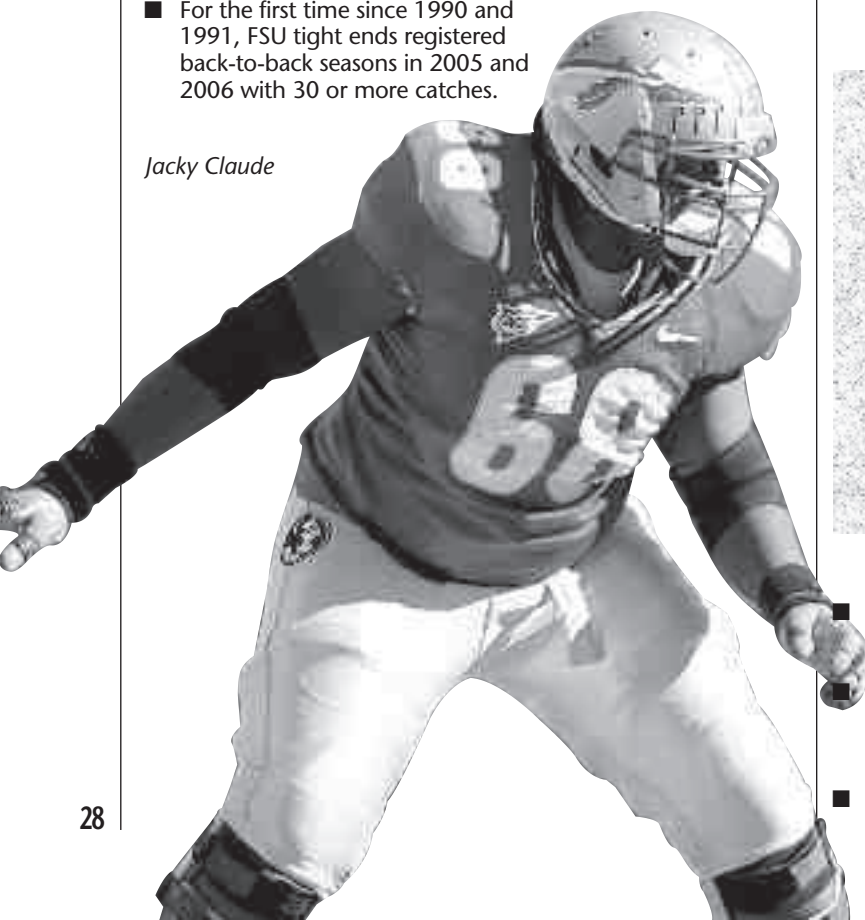 ■ For the first time since 1990 and
1991, FSU tight ends registered
back-to-back seasons in 2005 and
2006 with 30 or more catches.
Jacky Claude
69
28